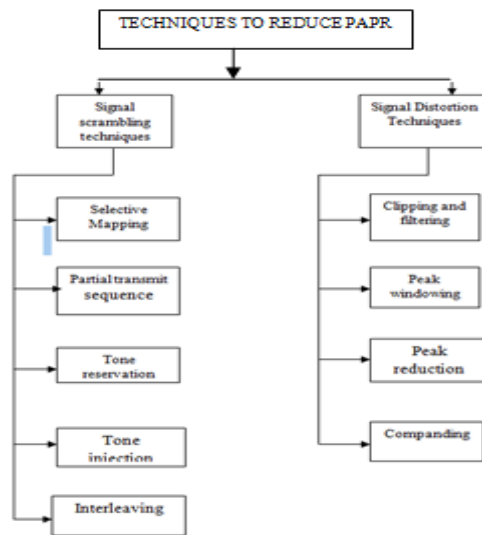 TECHNIQUES TO REDUCE PAPR
Signal
scrambling
techniques
Selective
Mapping
Partial transmit
sequence
Tone
reservation
Tone
injection
Interleaving
Signal Distortion
Techniques
Clipping and
filtering
Peak
windowing
Peak
reduction
Companding